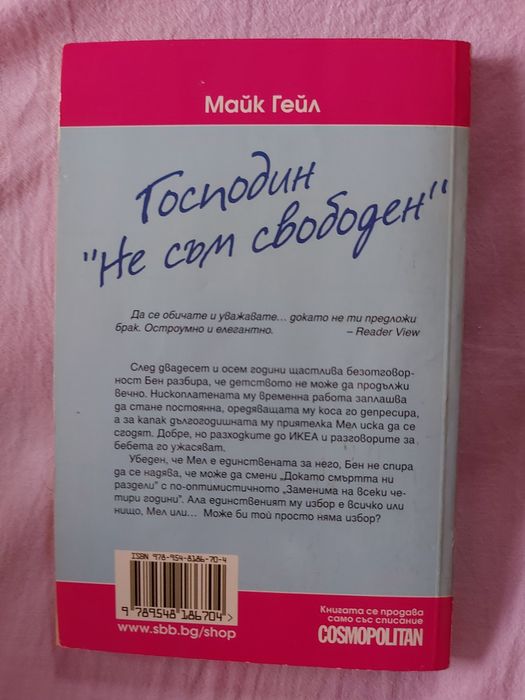 Майк Гейл
Господин
"Не съм свободен"
Да се обичате и уважавате... докато не ти предложи
брак. Остроумно и елегантно. – Reader View
След двадесет и осем години щастлива безотговор-
ност Бен разбира, че детството не може да продължи
вечно. Нископлатената му временна работа заплашва
да стане постоянна, оредяващата му коса го депресира,
а за капак дългогодишната му приятелка Мел иска да се
сгодят. Добре, но разходките до ИКЕА и разговорите за
бебета го ужасяват.
Убеден, че Мел е единствената за него, Бен не спира
да се надява, че може да смени „Докато смъртта ни
раздели" с по-оптимистичното „Заменима на всеки че-
тири години". Ала единственият му избор е всичко или
нищо, Мел или... Може би той просто няма избор?
ISBN 978-954-8186-70-4
9 789548 186704 >
www.sbb.bg/shop
Книгата се продава
само със списание
COSMOPOLITAN